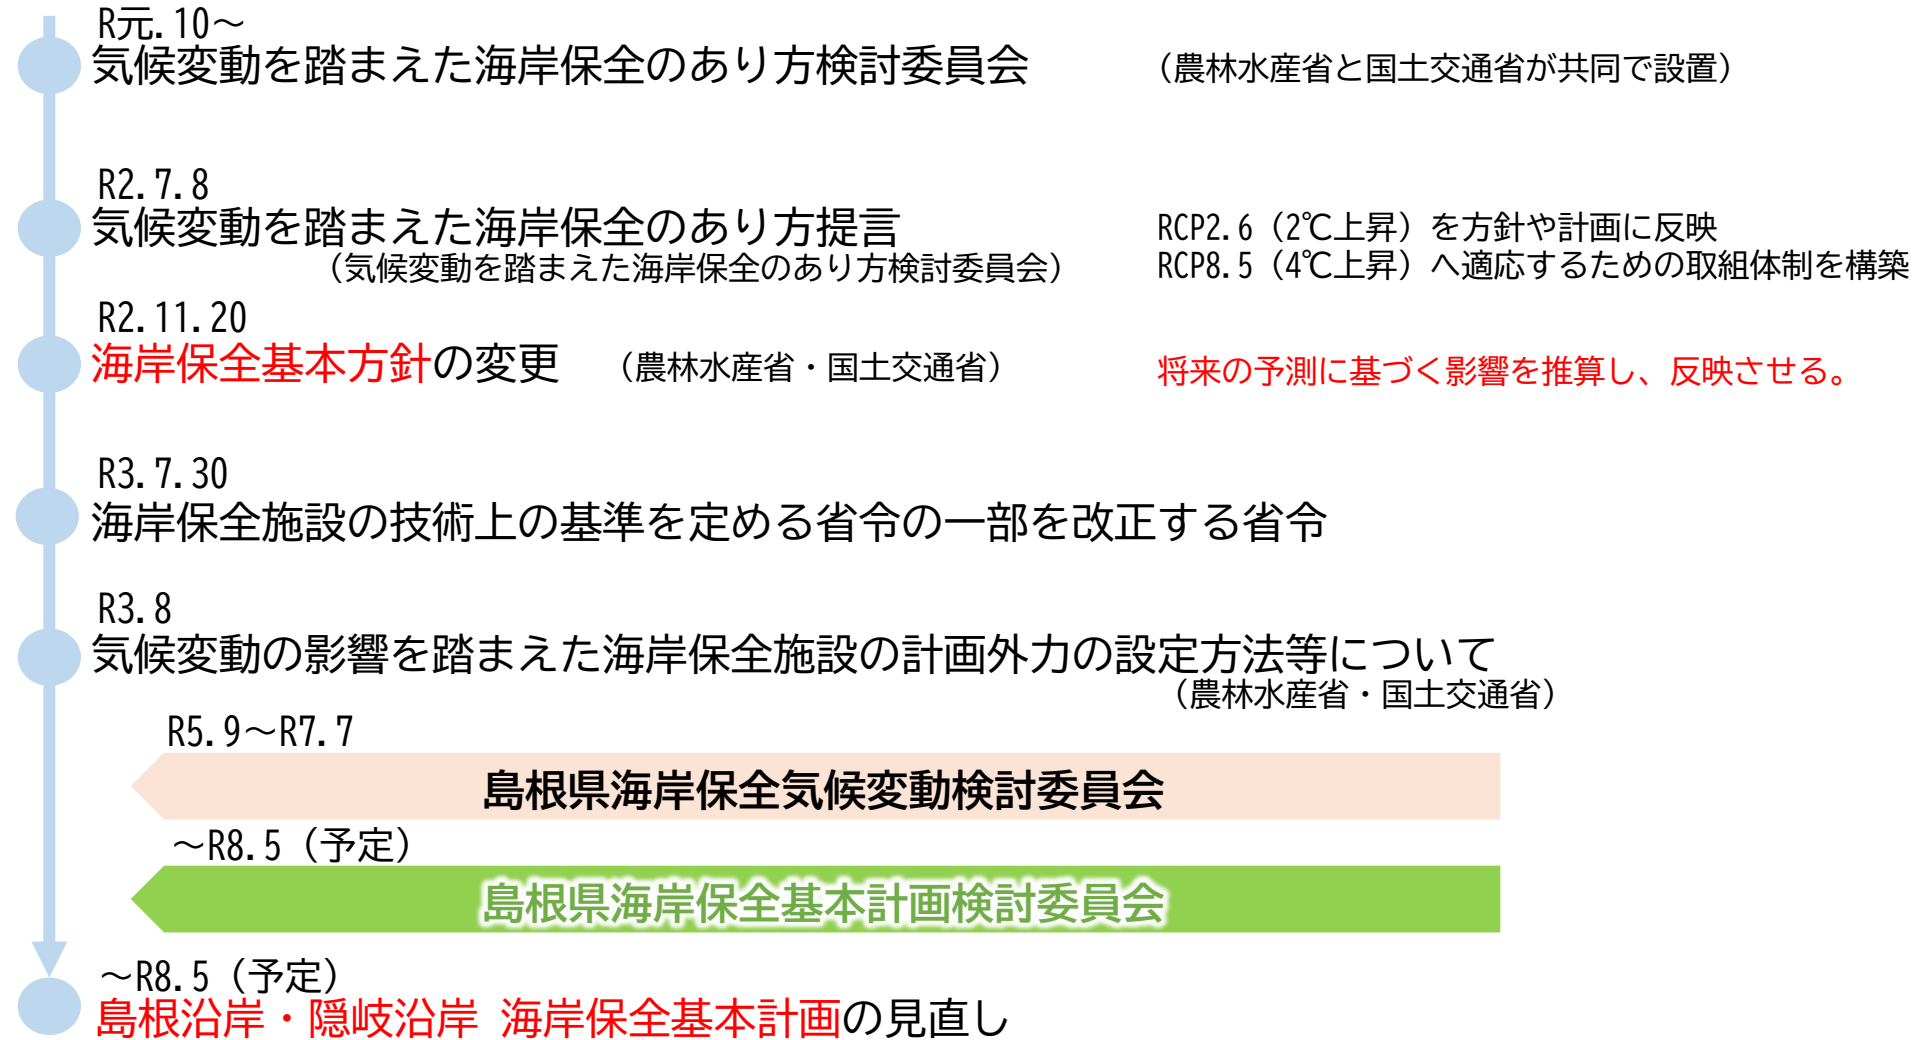 R元.10～
気候変動を踏まえた海岸保全のあり方検討委員会　（農林水産省と国土交通省が共同で設置）
R2.7.8
気候変動を踏まえた海岸保全のあり方提言
（気候変動を踏まえた海岸保全のあり方検討委員会）
RCP2.6（2℃上昇）を方針や計画に反映
RCP8.5（4℃上昇）へ適応するための取組体制を構築
R2.11.20
海岸保全基本方針の変更　（農林水産省・国土交通省）　将来の予測に基づく影響を推算し、反映させる。
R3.7.30
海岸保全施設の技術上の基準を定める省令の一部を改正する省令
R3.8
気候変動の影響を踏まえた海岸保全施設の計画外力の設定方法等について
（農林水産省・国土交通省）
R5.9～R7.7
島根県海岸保全気候変動検討委員会
～R8.5（予定）
島根県海岸保全基本計画検討委員会
～R8.5（予定）
島根沿岸・隠岐沿岸 海岸保全基本計画の見直し